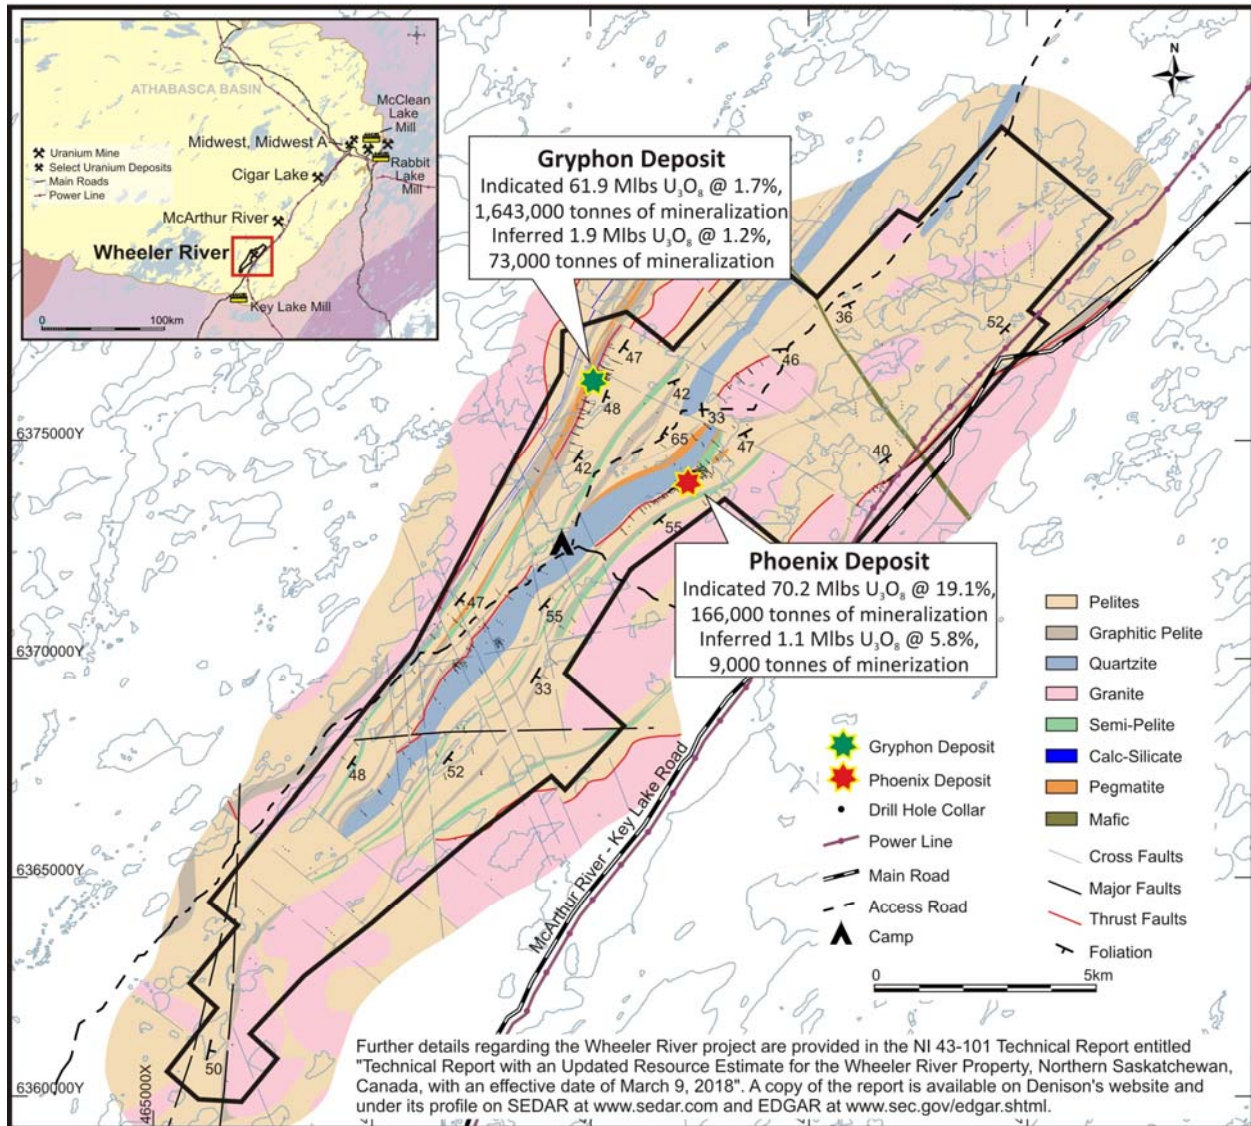 ATHABASCA BASIN
McClean
Lake
Mill
Midwest, Midwest A
Rabbit
Lake
Mill
Uranium Mine
Select Uranium Deposits
Main Roads
Power Line
Cigar Lake
McArthur River
Wheeler River
Key Lake Mill
0 100km
N
Gryphon Deposit
Indicated 61.9 Mlbs U₃O₈ @ 1.7%,
1,643,000 tonnes of mineralization
Inferred 1.9 Mlbs U₃O₈ @ 1.2%,
73,000 tonnes of mineralization
36
52
47
46
42
48
33
6375000Y
65
47
42
40
55
Phoenix Deposit
Indicated 70.2 Mlbs U₃O₈ @ 19.1%,
166,000 tonnes of mineralization
Inferred 1.1 Mlbs U₃O₈ @ 5.8%,
9,000 tonnes of minerization
47
55
6370000Y
33
48
52
6365000Y
50
6360000Y
465000X
McArthur River - Key Lake Road
Gryphon Deposit
Phoenix Deposit
Drill Hole Collar
Power Line
Main Road
Access Road
Camp
Pelites
Graphitic Pelite
Quartzite
Granite
Semi-Pelite
Calc-Silicate
Pegmatite
Mafic
Cross Faults
Major Faults
Thrust Faults
Foliation
0 5km
Further details regarding the Wheeler River project are provided in the NI 43-101 Technical Report entitled
"Technical Report with an Updated Resource Estimate for the Wheeler River Property, Northern Saskatchewan,
Canada, with an effective date of March 9, 2018". A copy of the report is available on Denison's website and
under its profile on SEDAR at www.sedar.com and EDGAR at www.sec.gov/edgar.shtml.